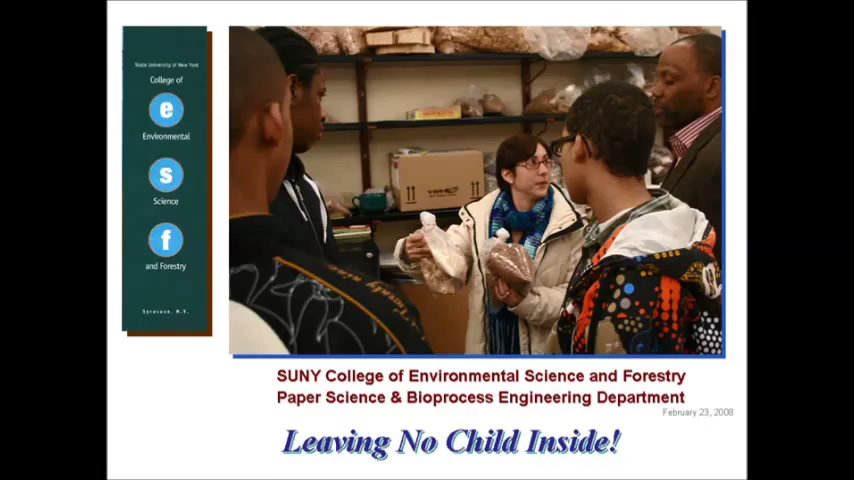 State University of New York
College of
e
Environmental
s
Science
f
and Forestry
Syracuse, N.Y.
SUNY College of Environmental Science and Forestry
Paper Science & Bioprocess Engineering Department
February 23, 2008
Leaving No Child Inside!